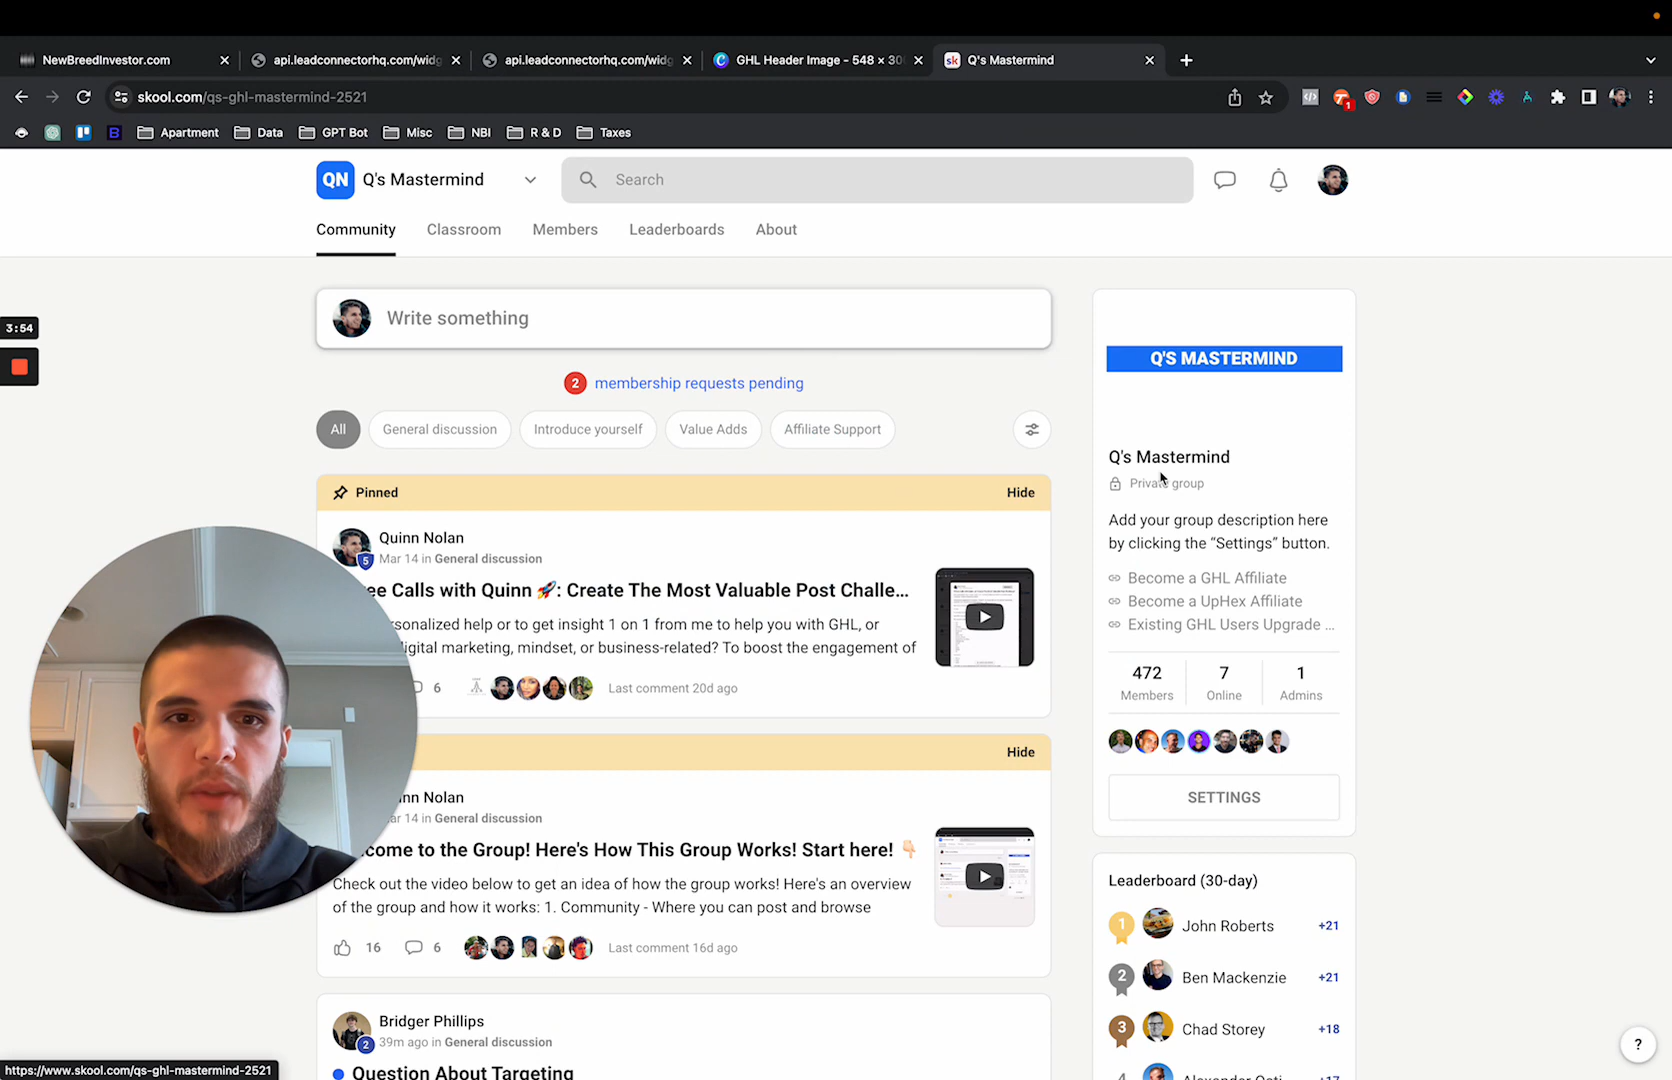 NewBreedInvestor.com
api.leadconnectorhq.com/widg
api.leadconnectorhq.com/widg
GHL Header Image - 548 × 30
sk
Q's Mastermind
skool.com/qs-ghl-mastermind-2521
1
B
Apartment
Data
GPT Bot
Misc
NBI
R & D
Taxes
QN
Q's Mastermind
Search
Community
Classroom
Members
Leaderboards
About
3:54
Write something
2 membership requests pending
All
General discussion
Introduce yourself
Value Adds
Affiliate Support
Pinned
Hide
Quinn Nolan
5
Mar 14 in General discussion
ee Calls with Quinn 🚀: Create The Most Valuable Post Challe...
rsonalized help or to get insight 1 on 1 from me to help you with GHL, or
igital marketing, mindset, or business-related? To boost the engagement of
6
Last comment 20d ago
Hide
nn Nolan
ar 14 in General discussion
come to the Group! Here's How This Group Works! Start here! 👇🏻
Check out the video below to get an idea of how the group works! Here's an overview
of the group and how it works: 1. Community - Where you can post and browse
16
6
Last comment 16d ago
Bridger Phillips
2
39m ago in General discussion
Question About Targeting
Q'S MASTERMIND
Q's Mastermind
Private group
Add your group description here
by clicking the “Settings” button.
Become a GHL Affiliate
Become a UpHex Affiliate
Existing GHL Users Upgrade ...
472
Members
7
Online
1
Admins
SETTINGS
Leaderboard (30-day)
1
John Roberts
+21
2
Ben Mackenzie
+21
3
Chad Storey
+18
4
+17
?
https://www.skool.com/qs-ghl-mastermind-2521